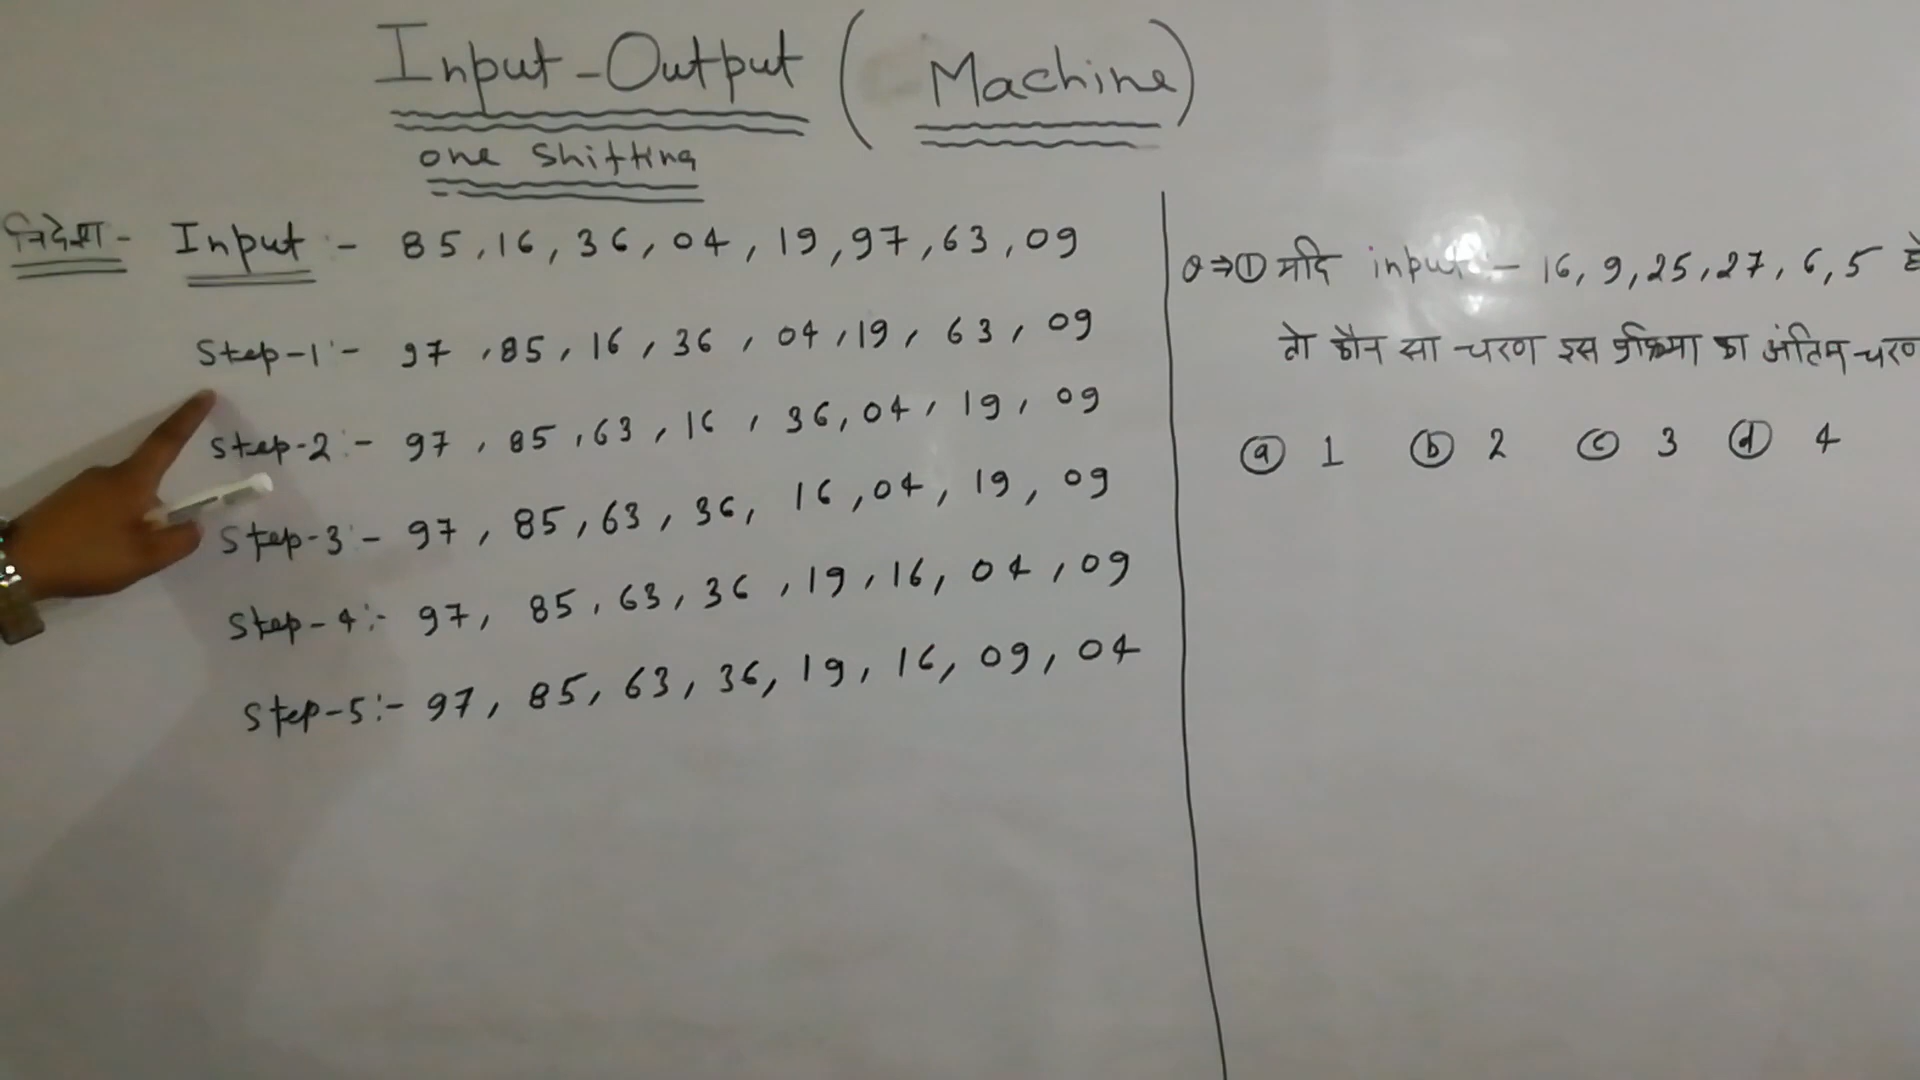 Input-Output (Machine)
one Shifting
निर्देश- Input :- 85, 16, 36, 04, 19, 97, 63, 09
Step-1:- 97, 85, 16, 36, 04, 19, 63, 09
Step-2:- 97, 85, 63, 16, 36, 04, 19, 09
Step-3:- 97, 85, 63, 36, 16, 04, 19, 09
Step-4:- 97, 85, 63, 36, 19, 16, 04, 09
Step-5:- 97, 85, 63, 36, 19, 16, 09, 04
Q⇒① यदि input :- 16, 9, 25, 27, 6, 5 है
तो कौन सा चरण इस प्रक्रिया का अंतिम चरण
ⓐ 1 ⓑ 2 ⓒ 3 ⓓ 4